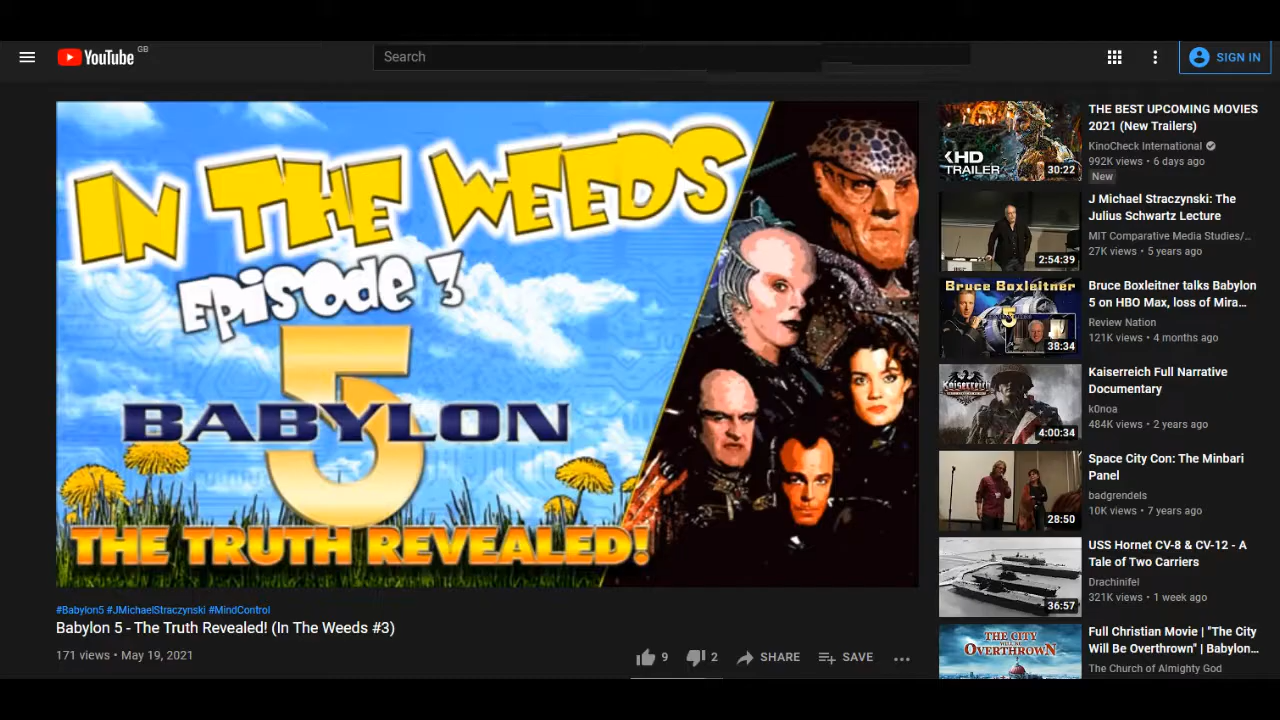 YouTube GB
Search
SIGN IN
IN THE WEEDS
Episode 3
5
BABYLON
THE TRUTH REVEALED!
#Babylon5 #JMichaelStraczynski #MindControl
Babylon 5 - The Truth Revealed! (In The Weeds #3)
171 views • May 19, 2021
9
2
SHARE
SAVE
KHD
TRAILER
30:22
THE BEST UPCOMING MOVIES
2021 (New Trailers)
KinoCheck International
992K views • 6 days ago
New
2:54:39
J Michael Straczynski: The
Julius Schwartz Lecture
MIT Comparative Media Studies/...
27K views • 5 years ago
Bruce Boxleitner
5
38:34
Bruce Boxleitner talks Babylon
5 on HBO Max, loss of Mira...
Review Nation
121K views • 4 months ago
Kaiserreich
4:00:34
Kaiserreich Full Narrative
Documentary
k0noa
484K views • 2 years ago
28:50
Space City Con: The Minbari
Panel
badgrendels
10K views • 7 years ago
36:57
USS Hornet CV-8 & CV-12 - A
Tale of Two Carriers
Drachinifel
321K views • 1 week ago
THE CITY
WILL BE
OVERTHROWN
Full Christian Movie | "The City
Will Be Overthrown" | Babylon...
The Church of Almighty God